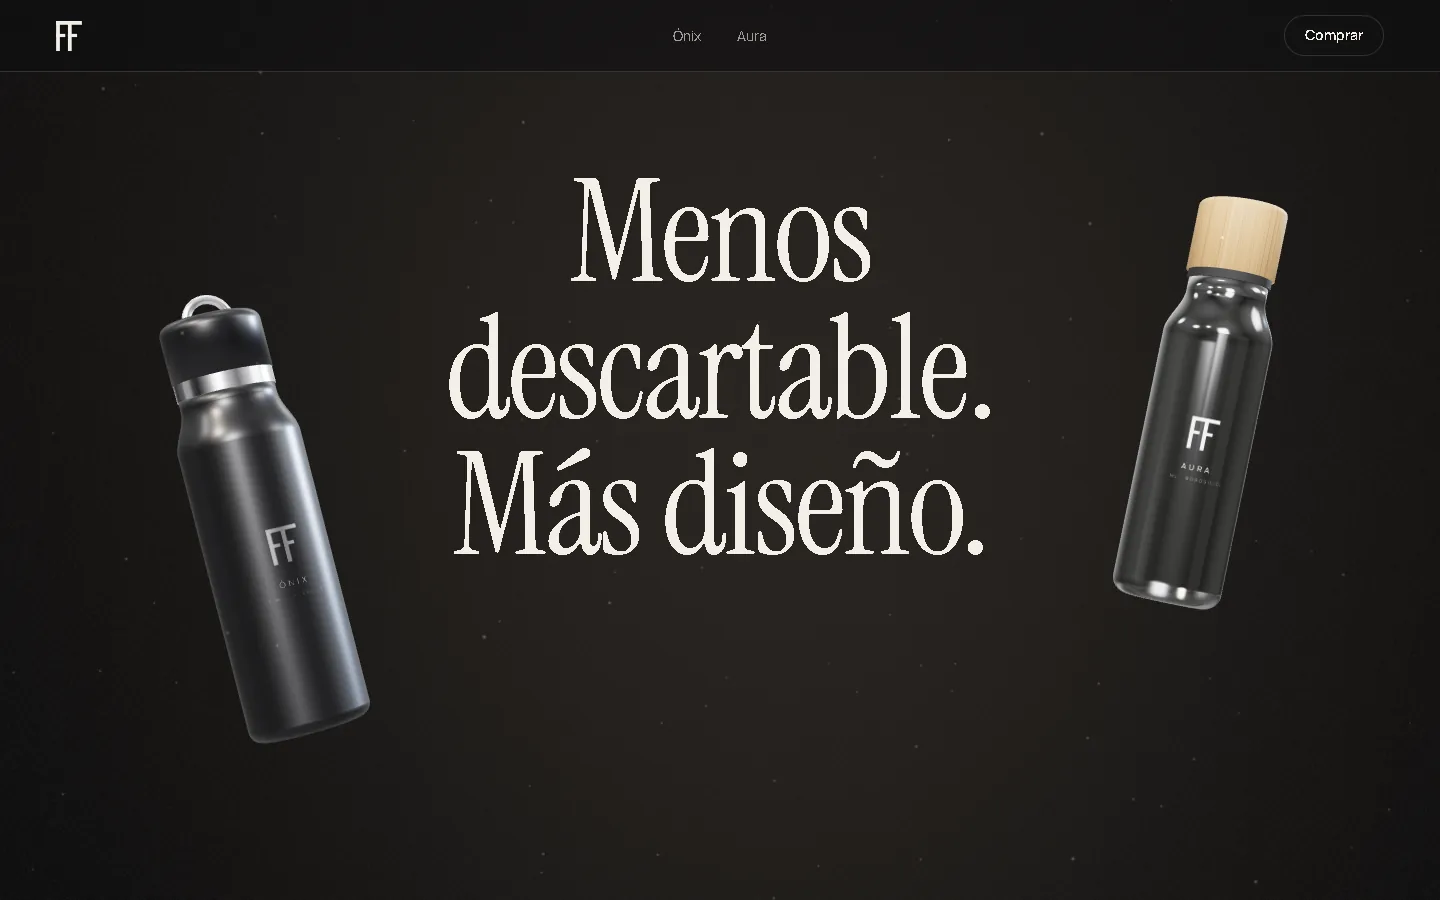 FF
Ónix
Aura
Comprar
Menos
descartable.
Más diseño.
FF
ÓNIX
FF
AURA